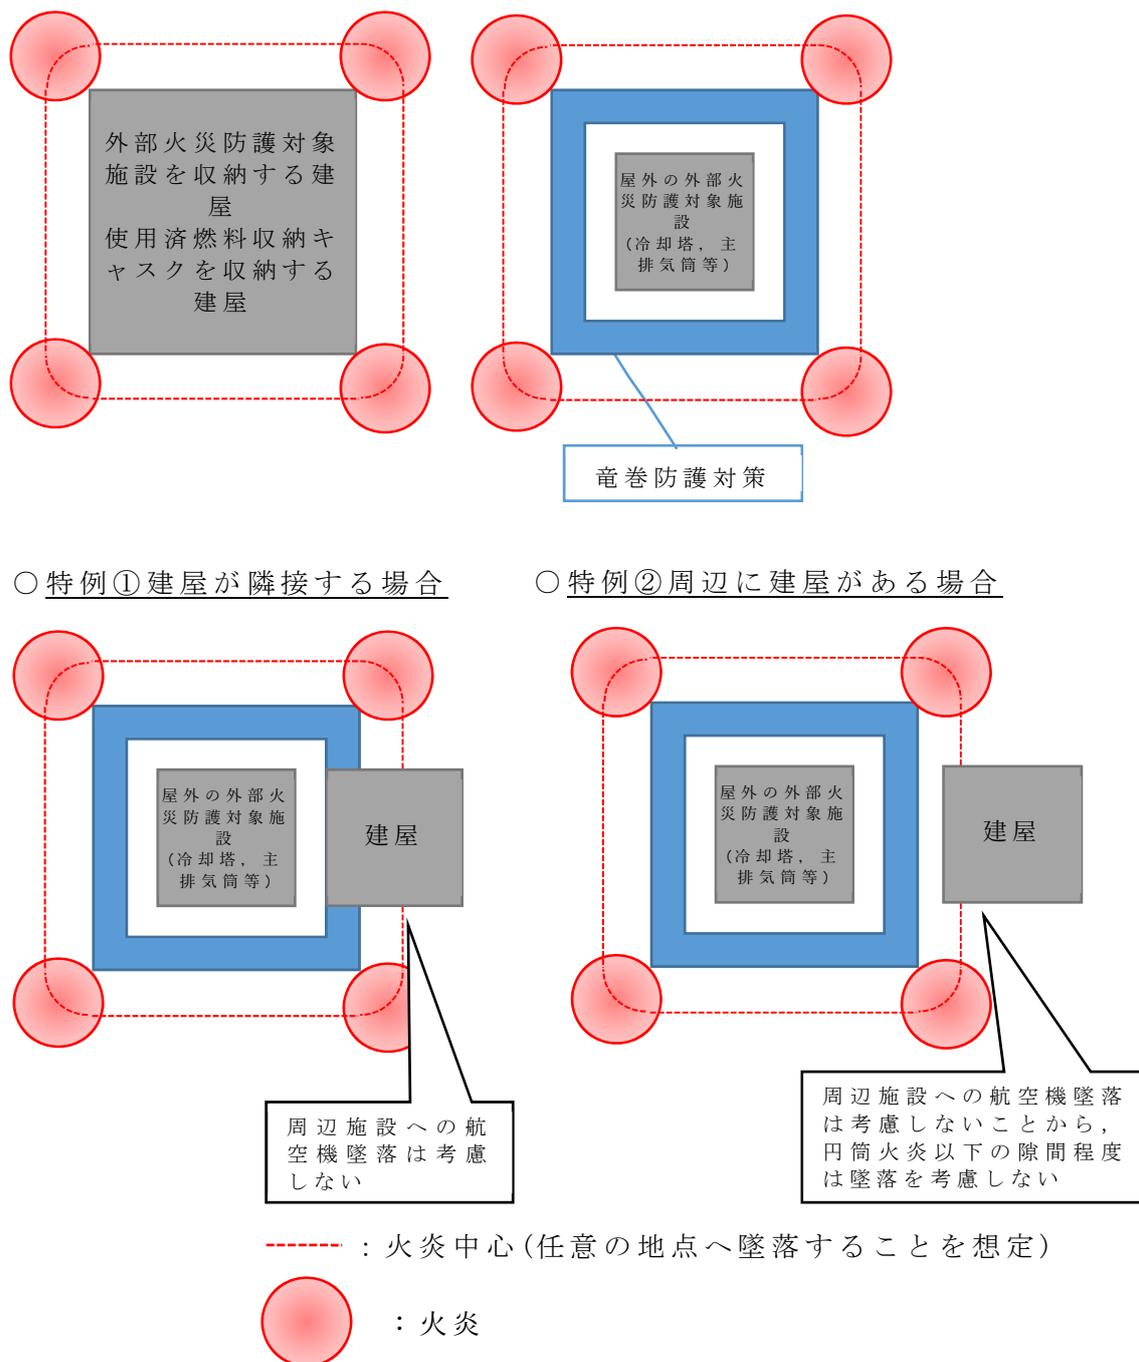 外部火災防護対象
施設を収納する建
屋
使用済燃料収納キ
ャスクを収納する
建屋
屋外の外部火
災防護対象施
設
(冷却塔，主
排気筒等)
竜巻防護対策
○特例①建屋が隣接する場合
○特例②周辺に建屋がある場合
屋外の外部火
災防護対象施
設
(冷却塔，主
排気筒等)
建屋
屋外の外部火
災防護対象施
設
(冷却塔，主
排気筒等)
建屋
周辺施設への航
空機墜落は考慮
しない
周辺施設への航空機墜落
は考慮しないことから，
円筒火炎以下の隙間程度
は墜落を考慮しない
：火炎中心(任意の地点へ墜落することを想定)
：火炎